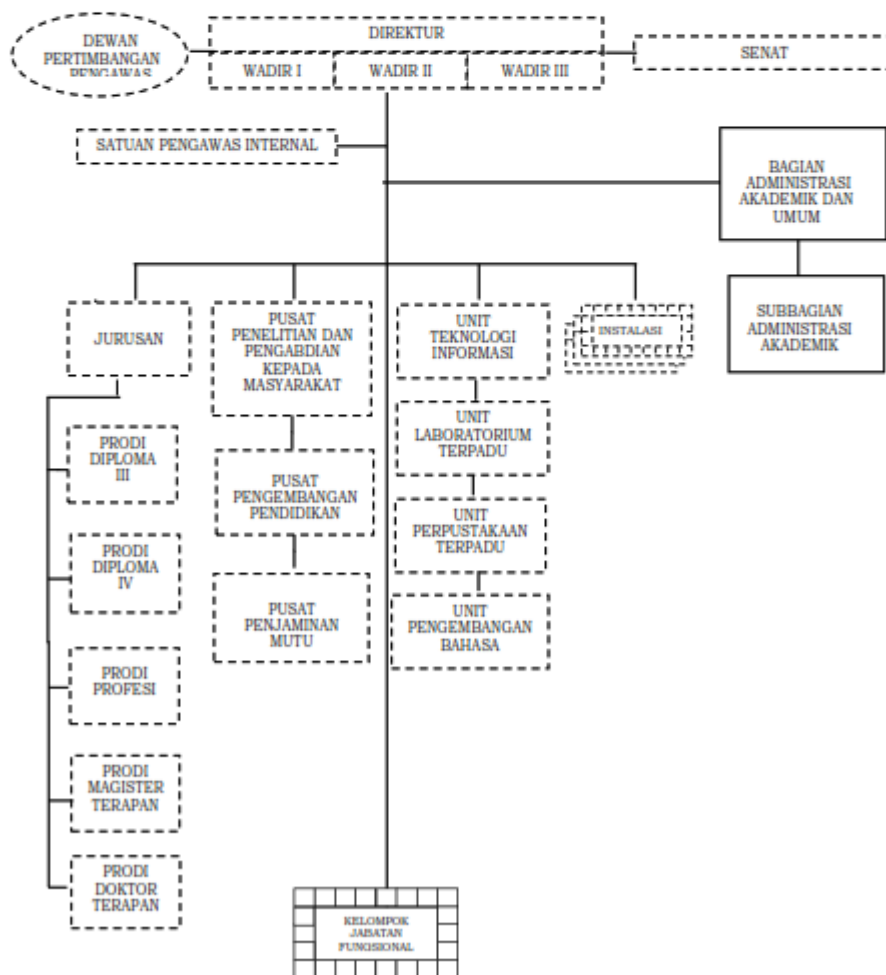 DEWAN
PERTIMBANGAN
PENGAWAS
DIREKTUR
WADIR I
WADIR II
WADIR III
SENAT
SATUAN PENGAWAS INTERNAL
BAGIAN
ADMINISTRASI
AKADEMIK DAN
UMUM
SUBBAGIAN
ADMINISTRASI
AKADEMIK
JURUSAN
PUSAT
PENELITIAN DAN
PENGABDIAN
KEPADA
MASYARAKAT
UNIT
TEKNOLOGI
INFORMASI
INSTALASI
PRODI
DIPLOMA
III
PUSAT
PENGEMBANGAN
PENDIDIKAN
UNIT
LABORATORIUM
TERPADU
PRODI
DIPLOMA
IV
PUSAT
PENJAMINAN
MUTU
UNIT
PERPUSTAKAAN
TERPADU
UNIT
PENGEMBANGAN
BAHASA
PRODI
PROFESI
PRODI
MAGISTER
TERAPAN
PRODI
DOKTOR
TERAPAN
KELOMPOK
JABATAN
FUNGSIONAL